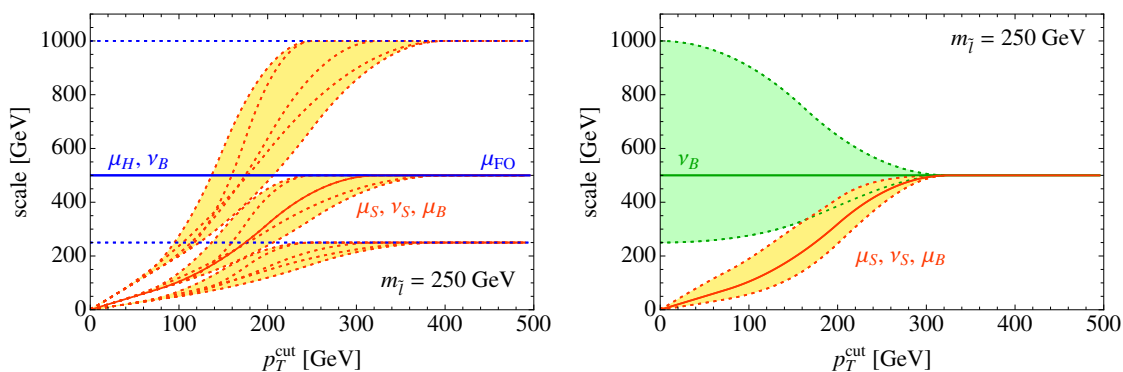 1000
800
600
400
200
0
scale [GeV]
μ_H, ν_B
μ_FO
μ_S, ν_S, μ_B
m_l̃ = 250 GeV
0 100 200 300 400 500
p_T^cut [GeV]
1000
800
600
400
200
0
scale [GeV]
m_l̃ = 250 GeV
ν_B
μ_S, ν_S, μ_B
0 100 200 300 400 500
p_T^cut [GeV]